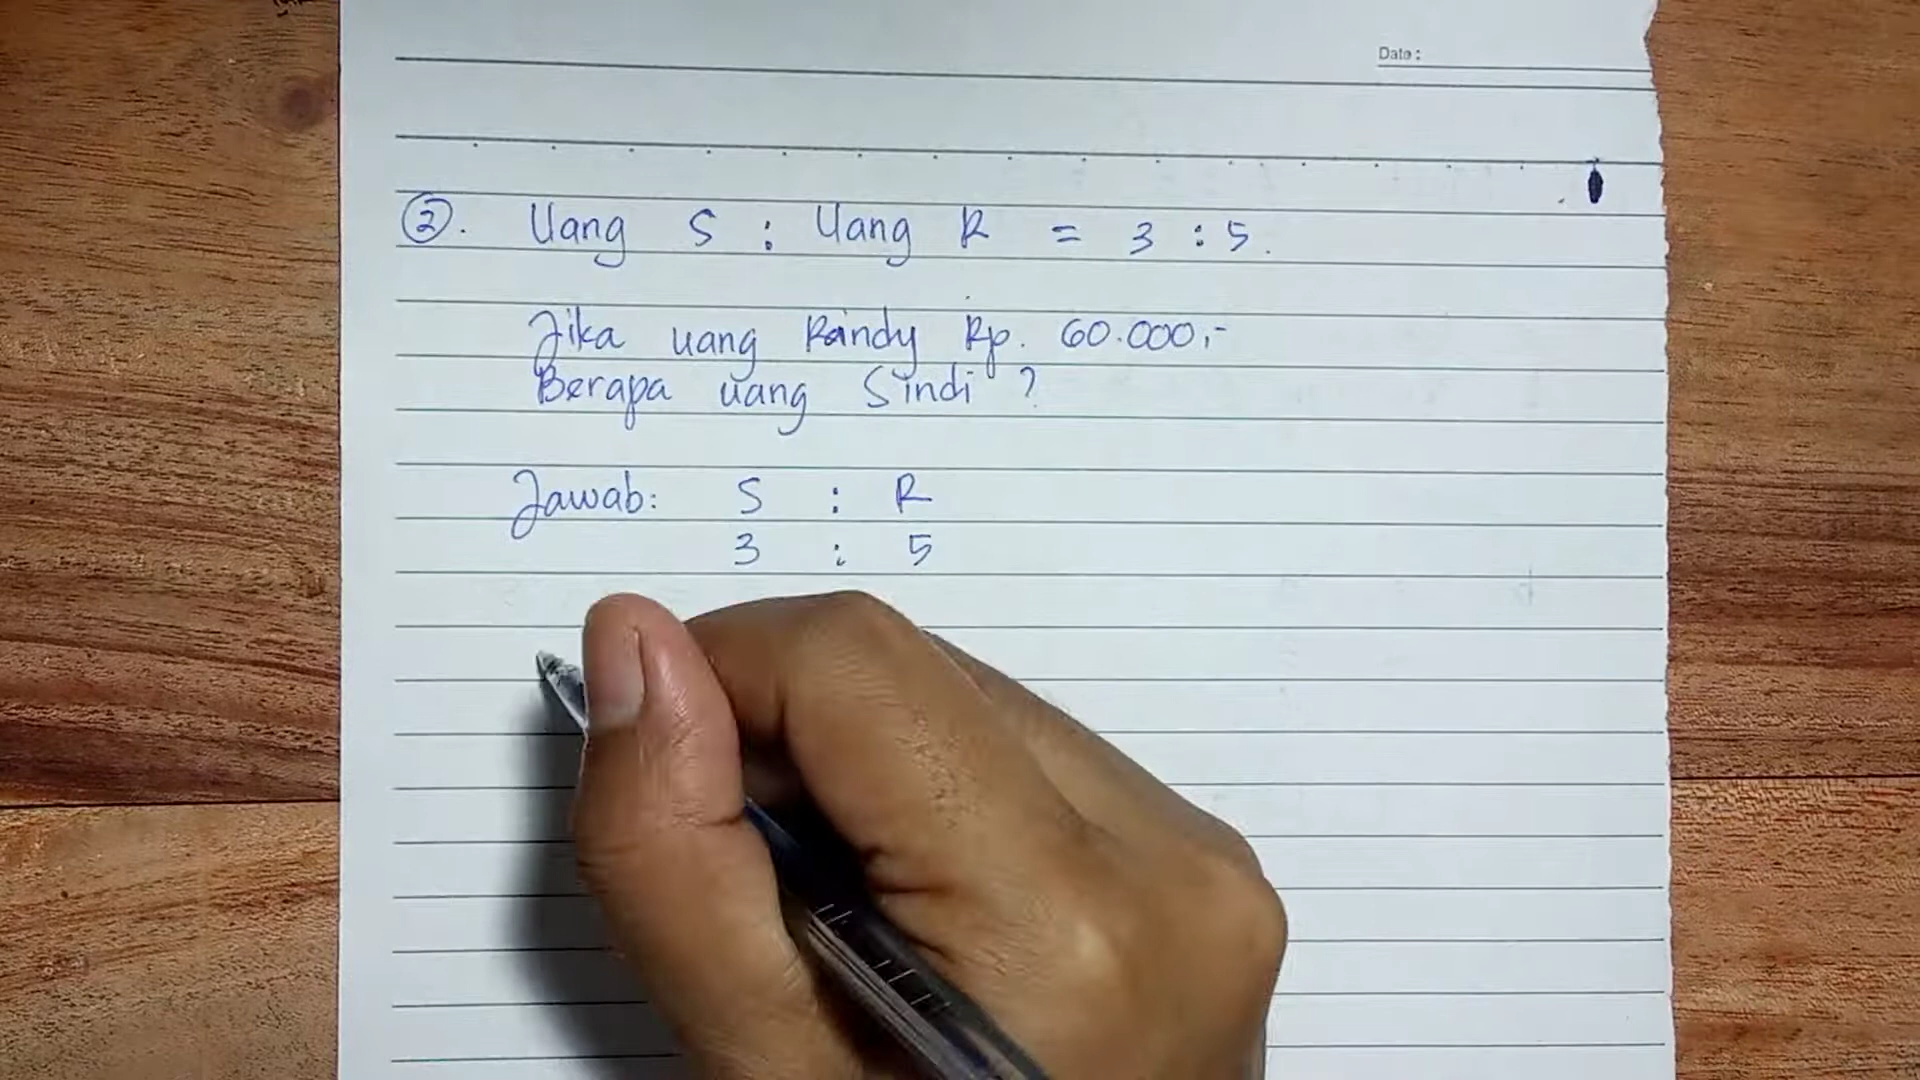 Date :
2. Uang S : Uang R = 3 : 5.
Jika uang Randy Rp. 60.000,-
Berapa uang Sindi ?
Jawab: S : R
3 : 5